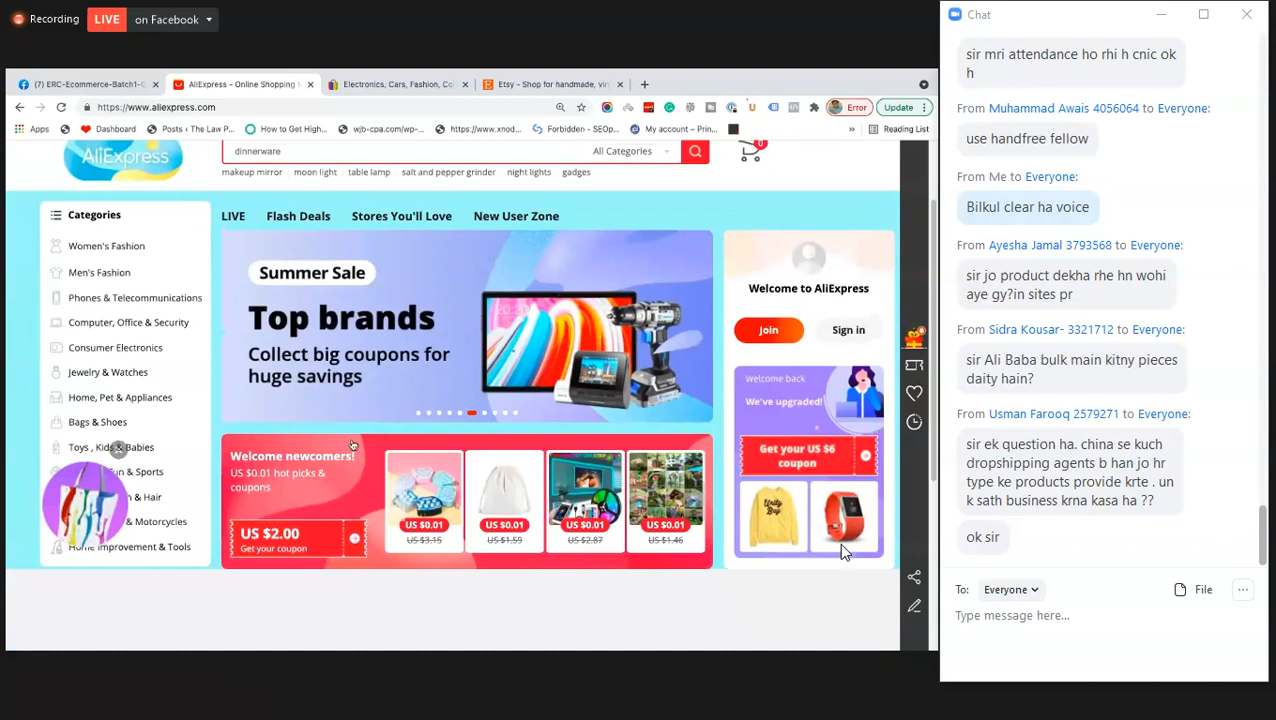 Recording
LIVE on Facebook
(7) ERC-Ecommerce-Batch1-
AliExpress - Online Shopping
Electronics, Cars, Fashion, Co
Etsy - Shop for handmade, vin
https://www.aliexpress.com
Error
Update
Apps
Dashboard
Posts ‹ The Law P...
How to Get High...
wjb-cpa.com/wp-...
https://www.xnod...
Forbidden - SEOp...
My account – Prin...
»
Reading List
AliExpress
dinnerware
All Categories
0
makeup mirror moon light table lamp salt and pepper grinder night lights gadges
Categories
Women's Fashion
Men's Fashion
Phones & Telecommunications
Computer, Office & Security
Consumer Electronics
Jewelry & Watches
Home, Pet & Appliances
Bags & Shoes
Toys , Kids & Babies
un & Sports
& Hair
& Motorcycles
Home Improvement & Tools
LIVE Flash Deals Stores You'll Love New User Zone
Summer Sale
Top brands
Collect big coupons for
huge savings
Welcome to AliExpress
Join
Sign in
Welcome back
We've upgraded!
Get your US $6
coupon
Welcome newcomers!
US $0.01 hot picks &
coupons
US $2.00
Get your coupon
US $0.01
US $3.15
US $0.01
US $1.59
US $0.01
US $2.87
US $0.01
US $1.46
Chat
sir mri attendance ho rhi h cnic ok
h
From Muhammad Awais 4056064 to Everyone:
use handfree fellow
From Me to Everyone:
Bilkul clear ha voice
From Ayesha Jamal 3793568 to Everyone:
sir jo product dekha rhe hn wohi
aye gy?in sites pr
From Sidra Kousar- 3321712 to Everyone:
sir Ali Baba bulk main kitny pieces
daity hain?
From Usman Farooq 2579271 to Everyone:
sir ek question ha. china se kuch
dropshipping agents b han jo hr
type ke products provide krte . un
k sath business krna kasa ha ??
ok sir
To: Everyone
File
Type message here...